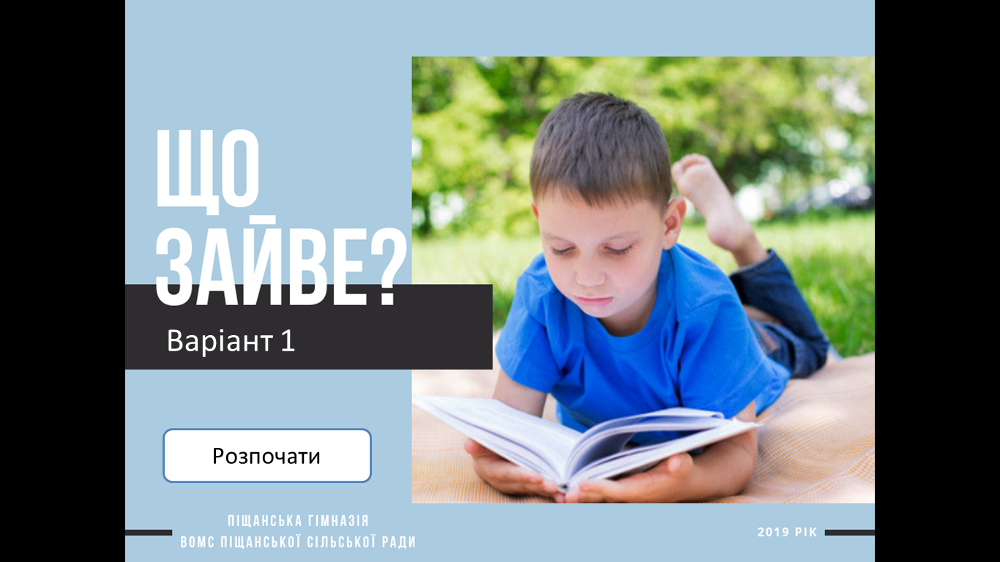 ЩО
ЗАЙВЕ?
Варіант 1
Розпочати
ПІЩАНСЬКА ГІМНАЗІЯ
ВОМС ПІЩАНСЬКОЇ СІЛЬСЬКОЇ РАДИ
2019 РІК